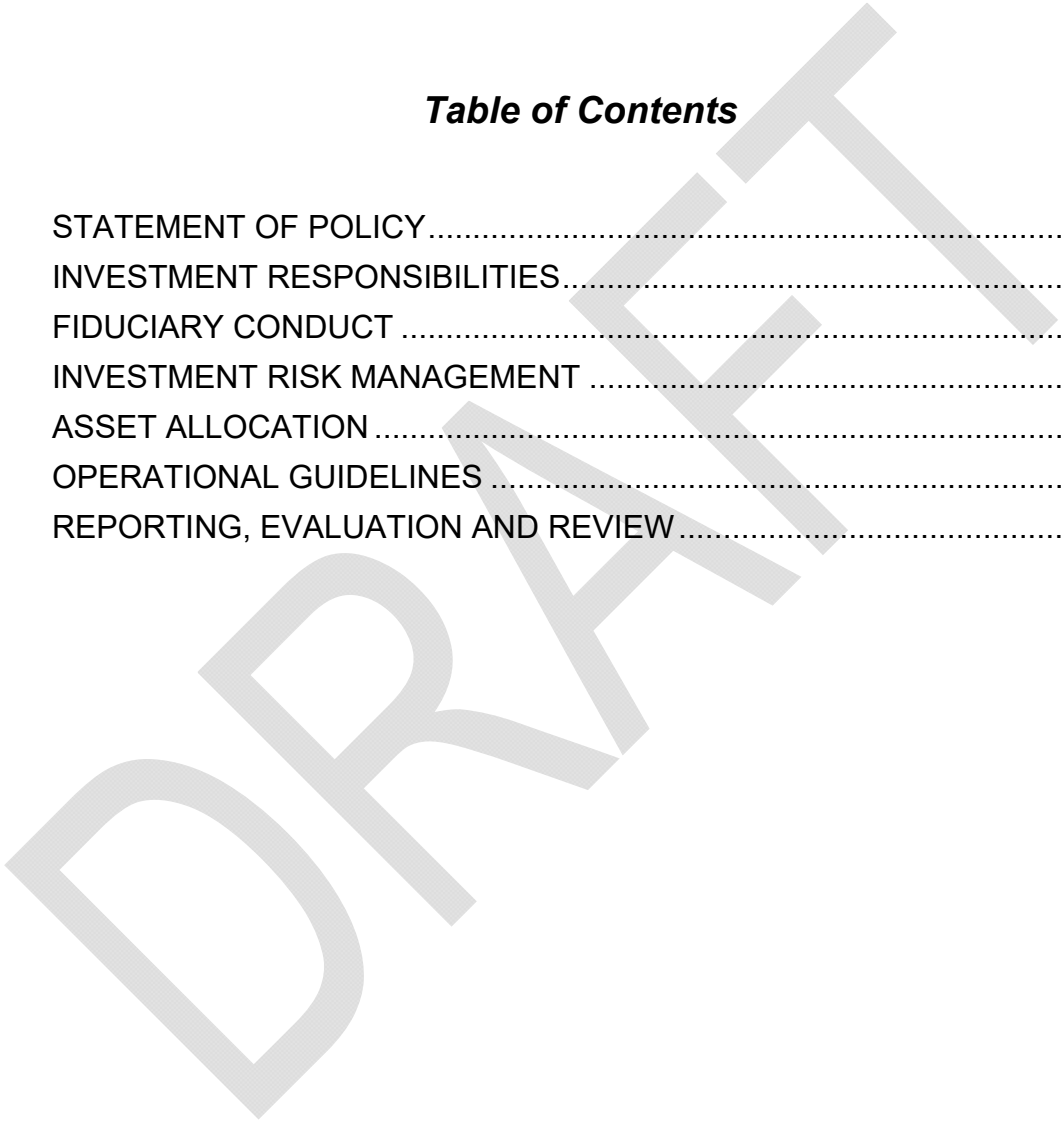 Table of Contents
STATEMENT OF POLICY........................................................................
INVESTMENT RESPONSIBILITIES.........................................................
FIDUCIARY CONDUCT ...........................................................................
INVESTMENT RISK MANAGEMENT ......................................................
ASSET ALLOCATION ..............................................................................
OPERATIONAL GUIDELINES .................................................................
REPORTING, EVALUATION AND REVIEW ............................................
DRAFT